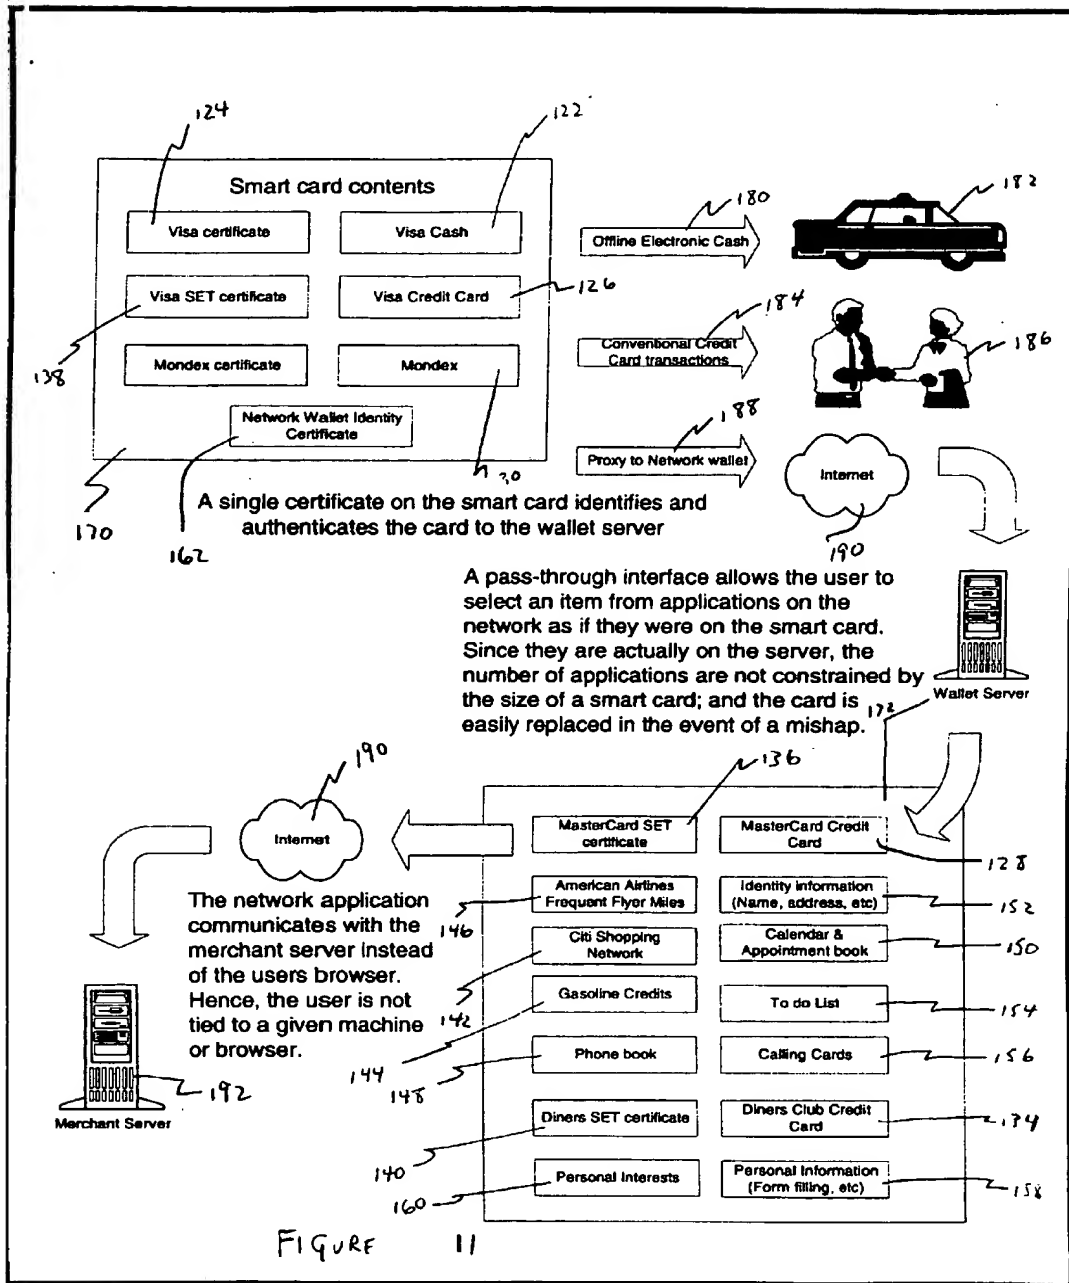 124
122
Smart card contents
Visa certificate
Visa Cash
Visa SET certificate
Visa Credit Card
126
138
Mondex certificate
Mondex
Network Wallet Identity
Certificate
170
162
180
Offline Electronic Cash
182
184
Conventional Credit
Card transactions
186
188
Proxy to Network wallet
Internet
190
A single certificate on the smart card identifies and
authenticates the card to the wallet server
A pass-through interface allows the user to
select an item from applications on the
network as if they were on the smart card.
Since they are actually on the server, the
number of applications are not constrained by
the size of a smart card; and the card is
easily replaced in the event of a mishap.
Wallet Server
172
136
MasterCard SET
certificate
MasterCard Credit
Card
128
American Airlines
Frequent Flyer Miles
146
Identity information
(Name, address, etc)
152
Citi Shopping
Network
142
Calendar &
Appointment book
150
Gasoline Credits
144
To do List
154
Phone book
148
Calling Cards
156
Diners SET certificate
140
Diners Club Credit
Card
134
Personal Interests
160
Personal Information
(Form filling, etc)
158
190
Internet
The network application
communicates with the
merchant server instead
of the users browser.
Hence, the user is not
tied to a given machine
or browser.
192
Merchant Server
FIGURE 11